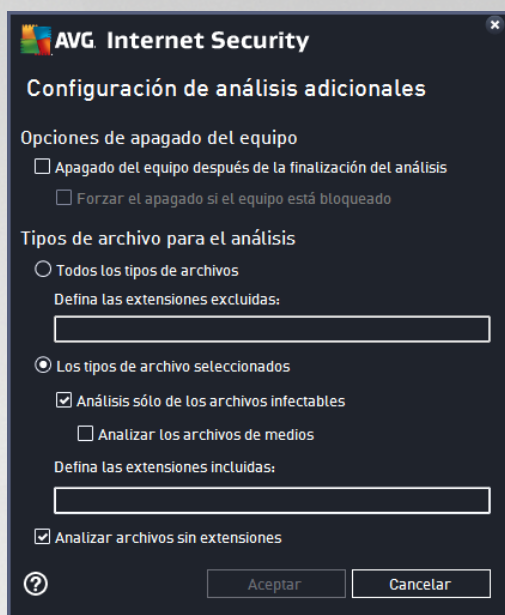 AVG. Internet Security
Configuración de análisis adicionales
Opciones de apagado del equipo
Apagado del equipo después de la finalización del análisis
Forzar el apagado si el equipo está bloqueado
Tipos de archivo para el análisis
Todos los tipos de archivos
Defina las extensiones excluidas:
Los tipos de archivo seleccionados
Análisis sólo de los archivos infectables
Analizar los archivos de medios
Defina las extensiones incluidas:
Analizar archivos sin extensiones
Aceptar
Cancelar